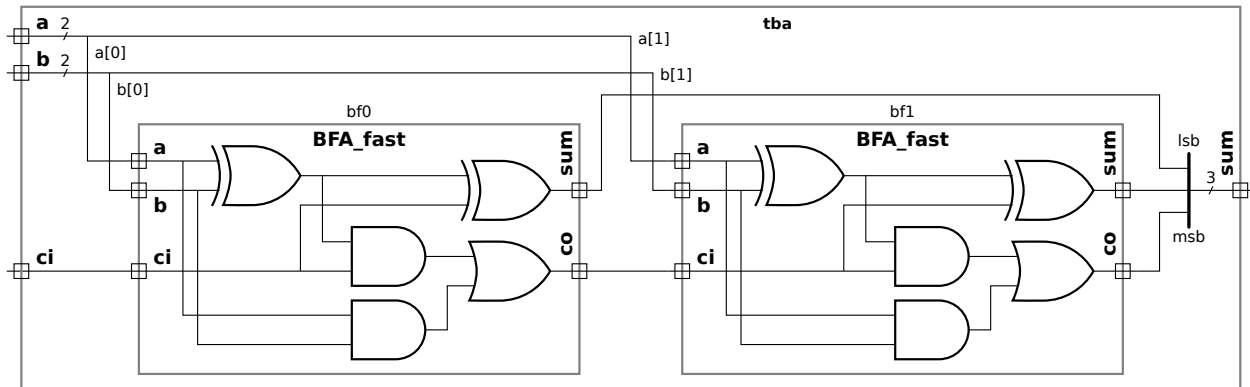 a 2
tba
a[0]
a[1]
b 2
b[0]
b[1]
bf0
bf1
BFA_fast
BFA_fast
a
b
ci
ci
sum
co
a
b
ci
sum
co
lsb
msb
3
sum